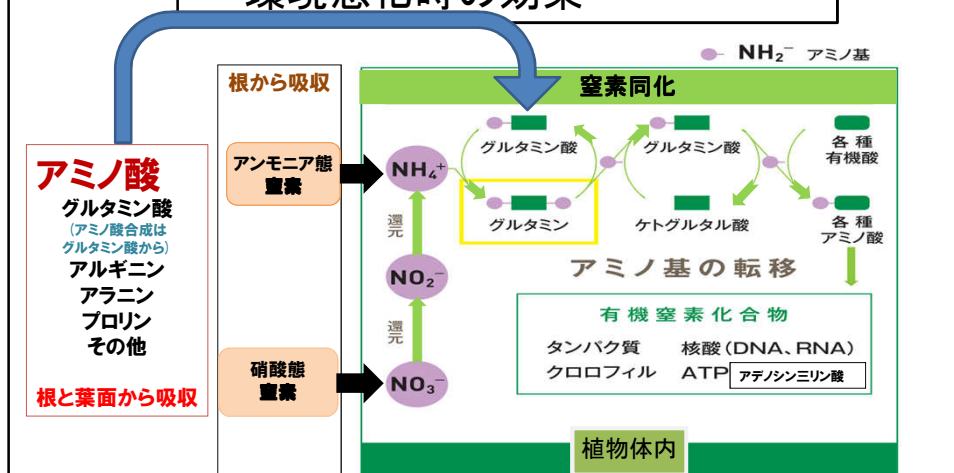 NH₂⁻ アミノ基
根から吸収
窒素同化
アミノ酸
グルタミン酸
(アミノ酸合成は
グルタミン酸から)
アルギニン
アラニン
プロリン
その他
根と葉面から吸収
アンモニア態
窒素
硝酸態
窒素
NH₄⁺
還元
NO₂⁻
還元
NO₃⁻
グルタミン酸
グルタミン酸
各種
有機酸
グルタミン
ケトグルタル酸
各種
アミノ酸
アミノ基の転移
有機窒素化合物
タンパク質 核酸(DNA、RNA)
クロロフィル ATP アデノシン三リン酸
植物体内